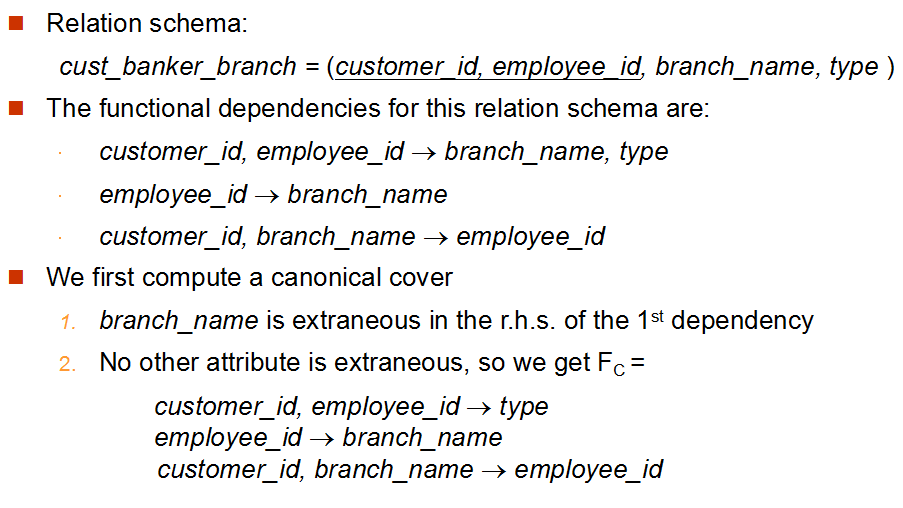 Relation schema:
cust_banker_branch = (customer_id, employee_id, branch_name, type )
The functional dependencies for this relation schema are:
customer_id, employee_id → branch_name, type
employee_id → branch_name
customer_id, branch_name → employee_id
We first compute a canonical cover
1. branch_name is extraneous in the r.h.s. of the 1st dependency
2. No other attribute is extraneous, so we get FC =
customer_id, employee_id → type
employee_id → branch_name
customer_id, branch_name → employee_id